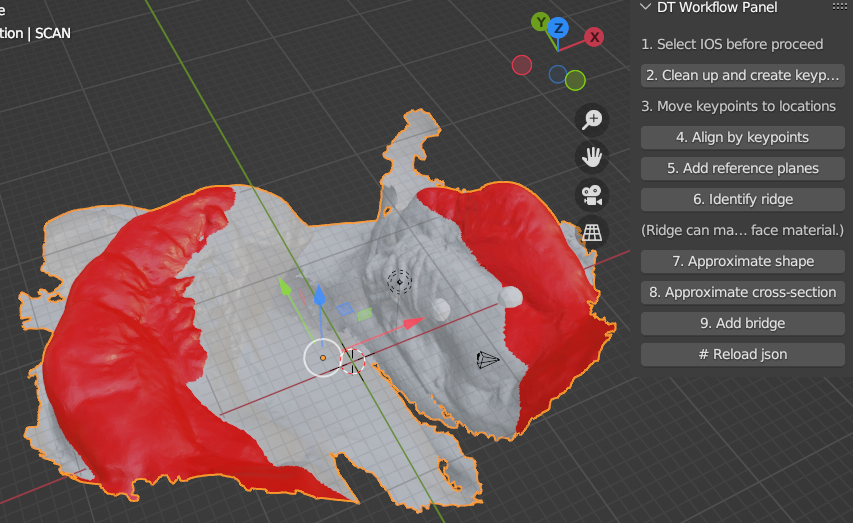 e
tion | SCAN
Y
Z
X
DT Workflow Panel
1. Select IOS before proceed
2. Clean up and create keyp...
3. Move keypoints to locations
4. Align by keypoints
5. Add reference planes
6. Identify ridge
(Ridge can ma... face material.)
7. Approximate shape
8. Approximate cross-section
9. Add bridge
# Reload json